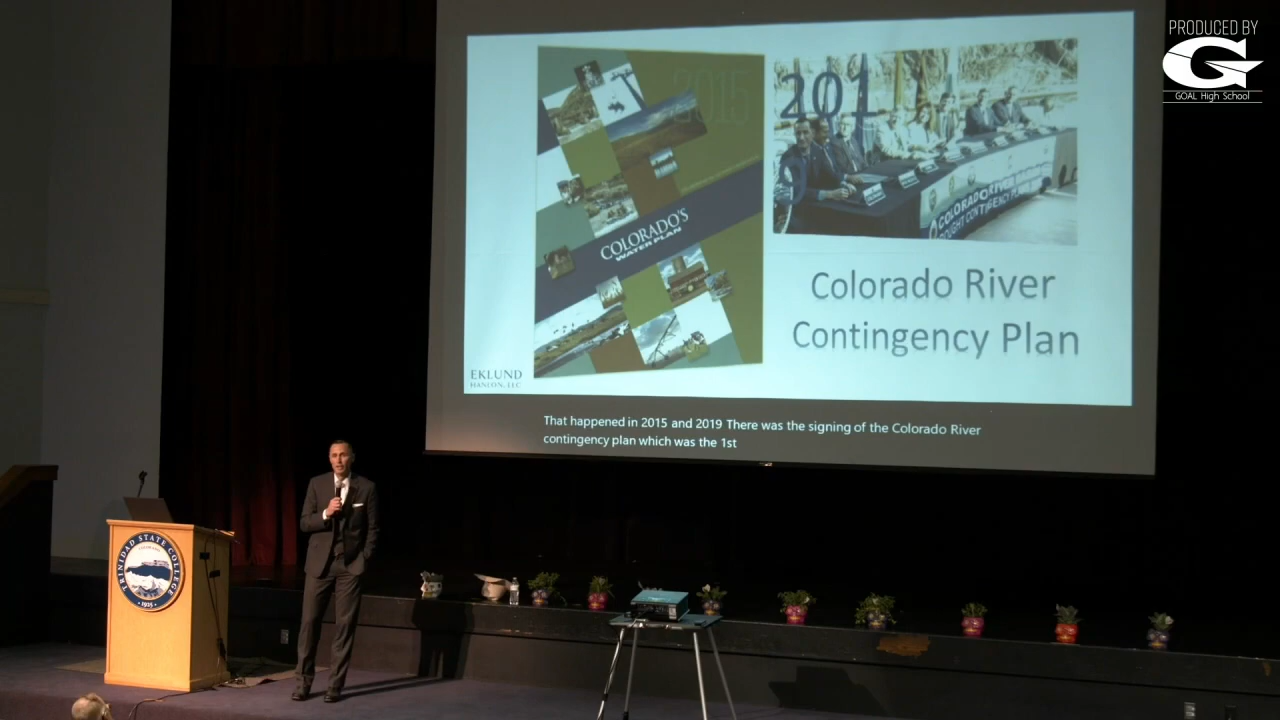 PRODUCED BY
G
GOAL High School
2015
201
COLORADO'S
WATER PLAN
COLORADO RIVER
CONTINGENCY PLAN
Colorado River
Contingency Plan
EKLUND
HANLON, LLC
That happened in 2015 and 2019 There was the signing of the Colorado River
contingency plan which was the 1st
TRINIDAD STATE COLLEGE
COLORADO
• 1925 •